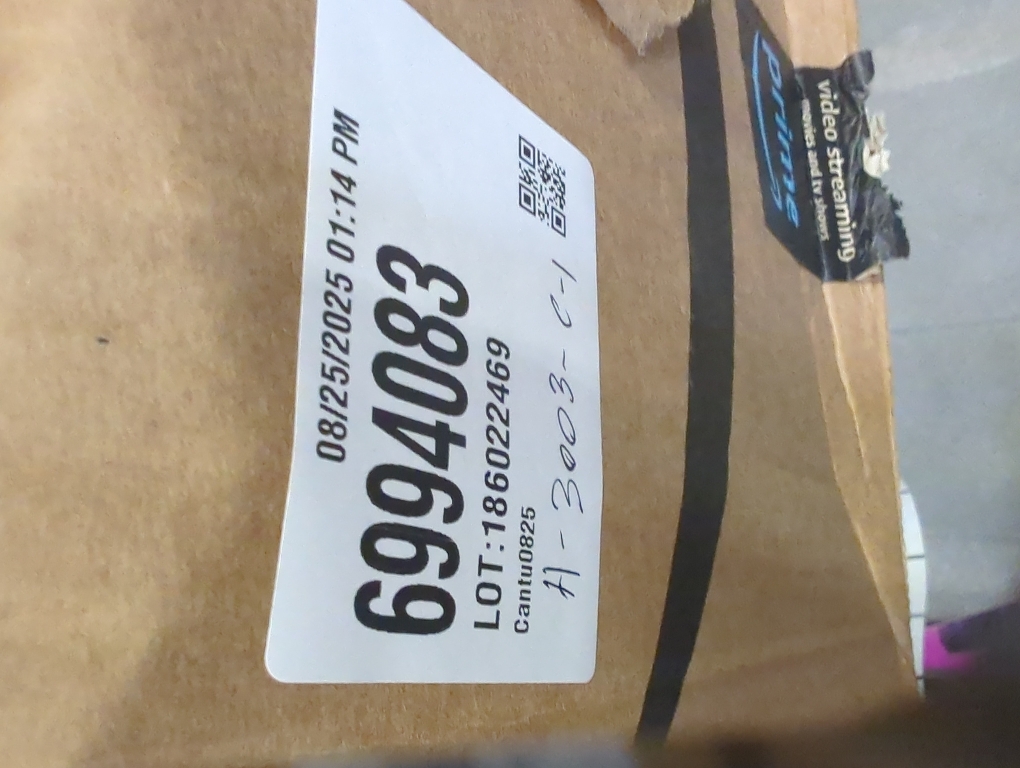 08/25/2025 01:14 PM
6994083
LOT:1860222469
Cantu0825
H-3003-C-1
prime
video streaming
movies and tv shows